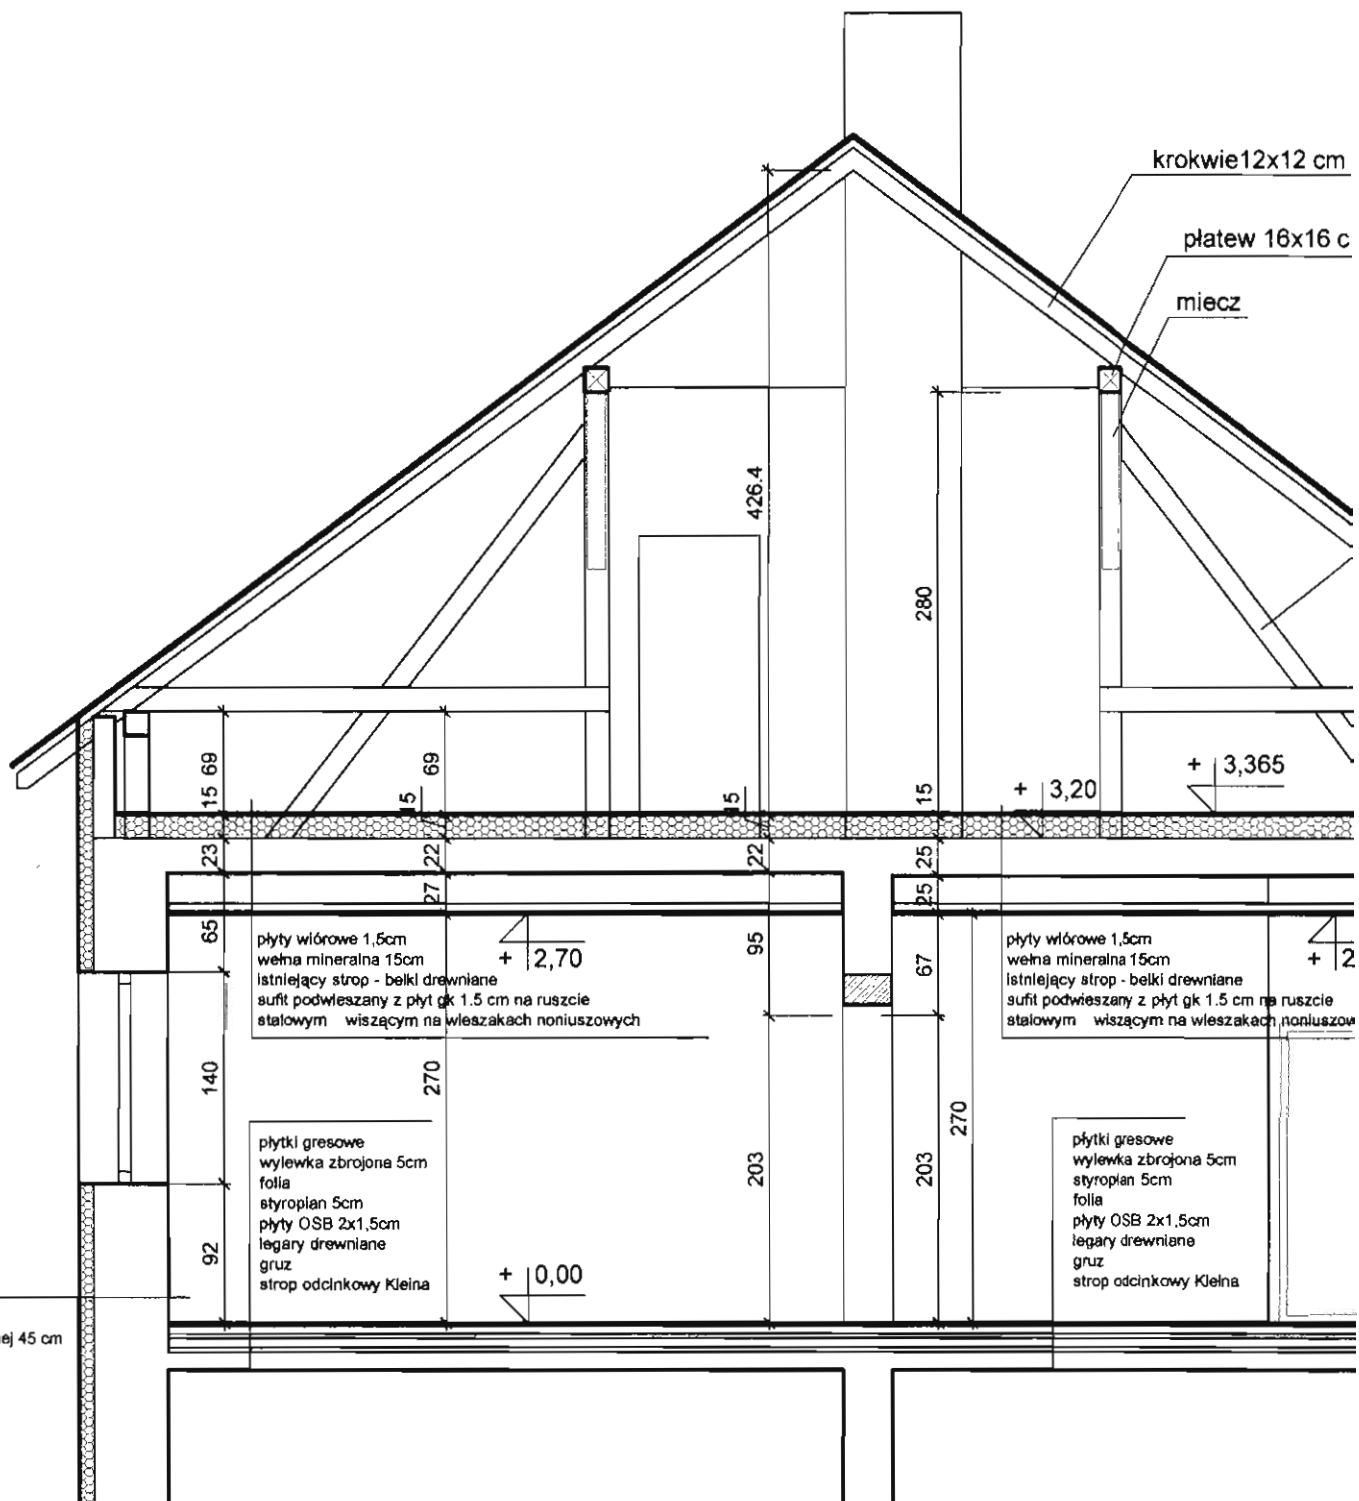 krokwie12x12 cm
płatew 16x16 c
miecz
426.4
280
69
15
69
5
5
15
+ 3,20
+ 3,365
23
22
22
25
27
25
65
95
67
+ 2,70
+ 2
płyty wiórowe 1,5cm
wełna mineralna 15cm
istniejący strop - belki drewniane
sufit podwieszany z płyt gk 1.5 cm na ruszcie
stalowym wiszącym na wieszakach noniuszowych
płyty wiórowe 1,5cm
wełna mineralna 15cm
istniejący strop - belki drewniane
sufit podwieszany z płyt gk 1.5 cm na ruszcie
stalowym wiszącym na wieszakach noniuszow
140
270
270
203
203
92
płytki gresowe
wylewka zbrojona 5cm
folia
styropian 5cm
płyty OSB 2x1,5cm
legary drewniane
gruz
strop odcinkowy Kleina
+ 0,00
płytki gresowe
wylewka zbrojona 5cm
styropian 5cm
folia
płyty OSB 2x1,5cm
legary drewniane
gruz
strop odcinkowy Kleina
nej 45 cm